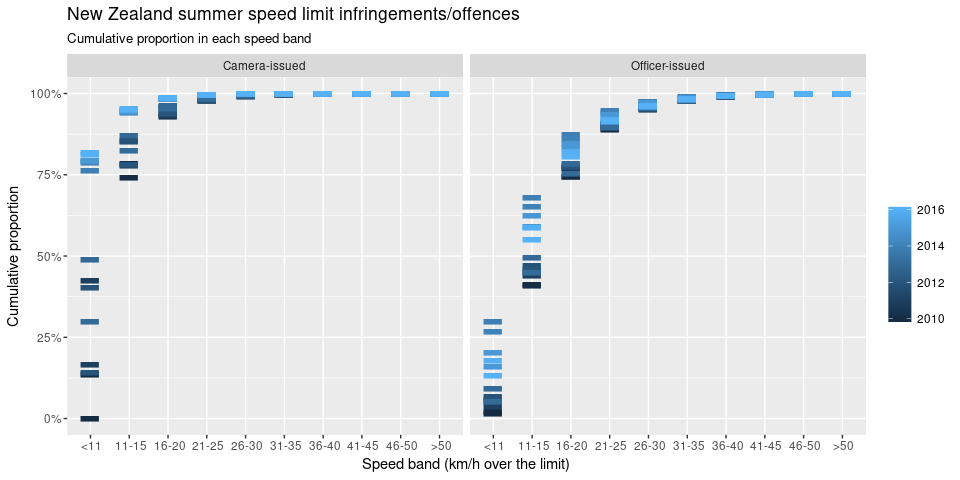 New Zealand summer speed limit infringements/offences
Cumulative proportion in each speed band
Camera-issued Officer-issued
Cumulative proportion
100%
75%
50%
25%
0%
<11 11-15 16-20 21-25 26-30 31-35 36-40 41-45 46-50 >50 <11 11-15 16-20 21-25 26-30 31-35 36-40 41-45 46-50 >50
Speed band (km/h over the limit)
2016
2014
2012
2010